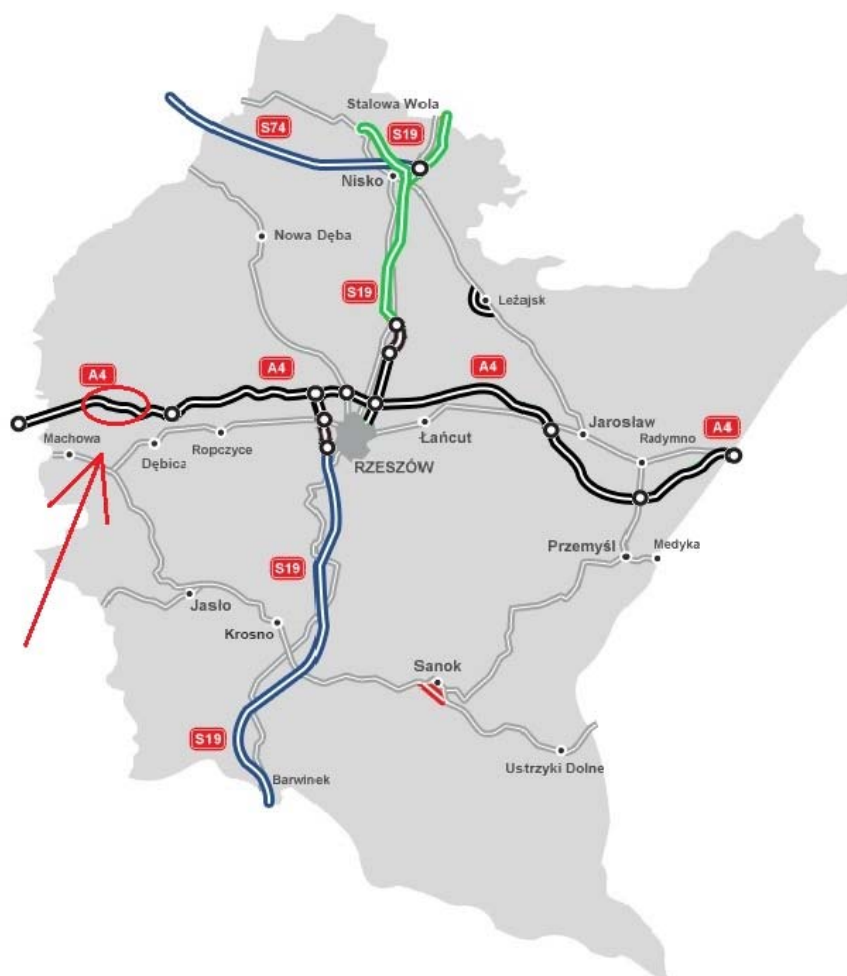 Stalowa Wola
S74
S19
Nisko
Nowa Dęba
S19
Leżajsk
A4
A4
A4
Machowa
Dębica
Ropczyce
RZESZÓW
Łańcut
Jarosław
Radymno
A4
Przemyśl
Medyka
S19
Jasło
Krosno
Sanok
S19
Barwinek
Ustrzyki Dolne